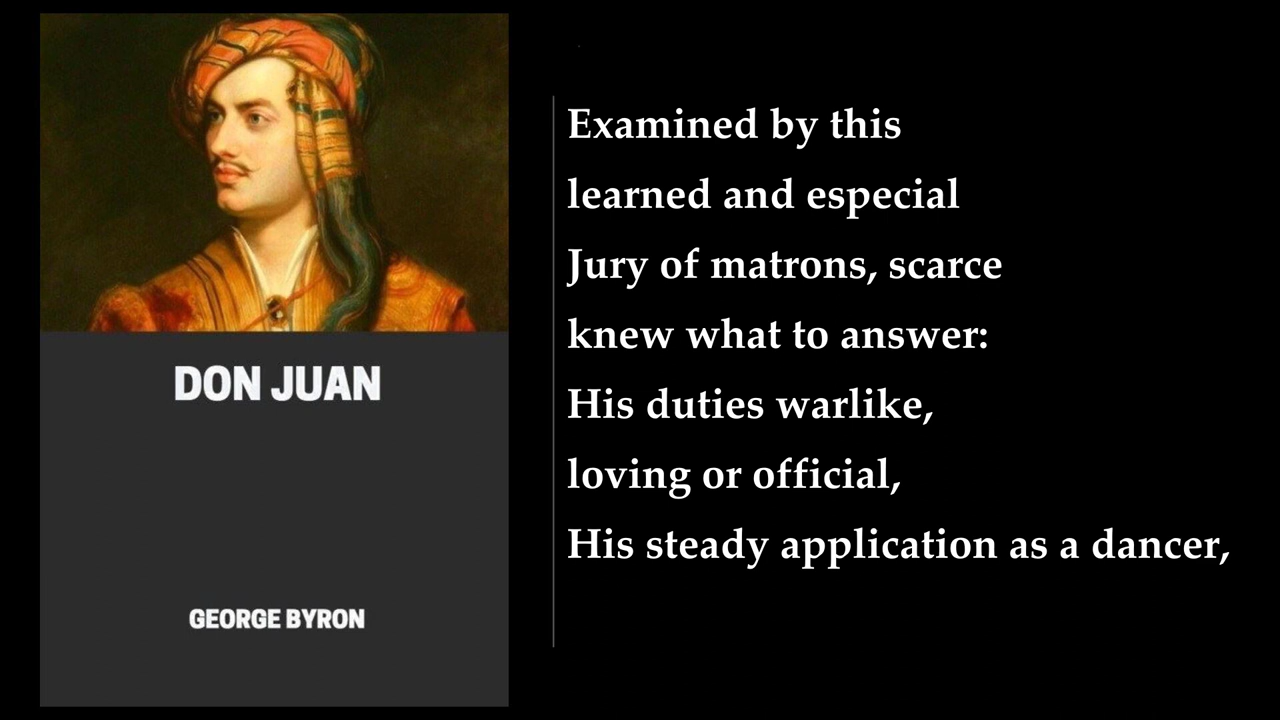 DON JUAN
GEORGE BYRON
Examined by this
learned and especial
Jury of matrons, scarce
knew what to answer:
His duties warlike,
loving or official,
His steady application as a dancer,